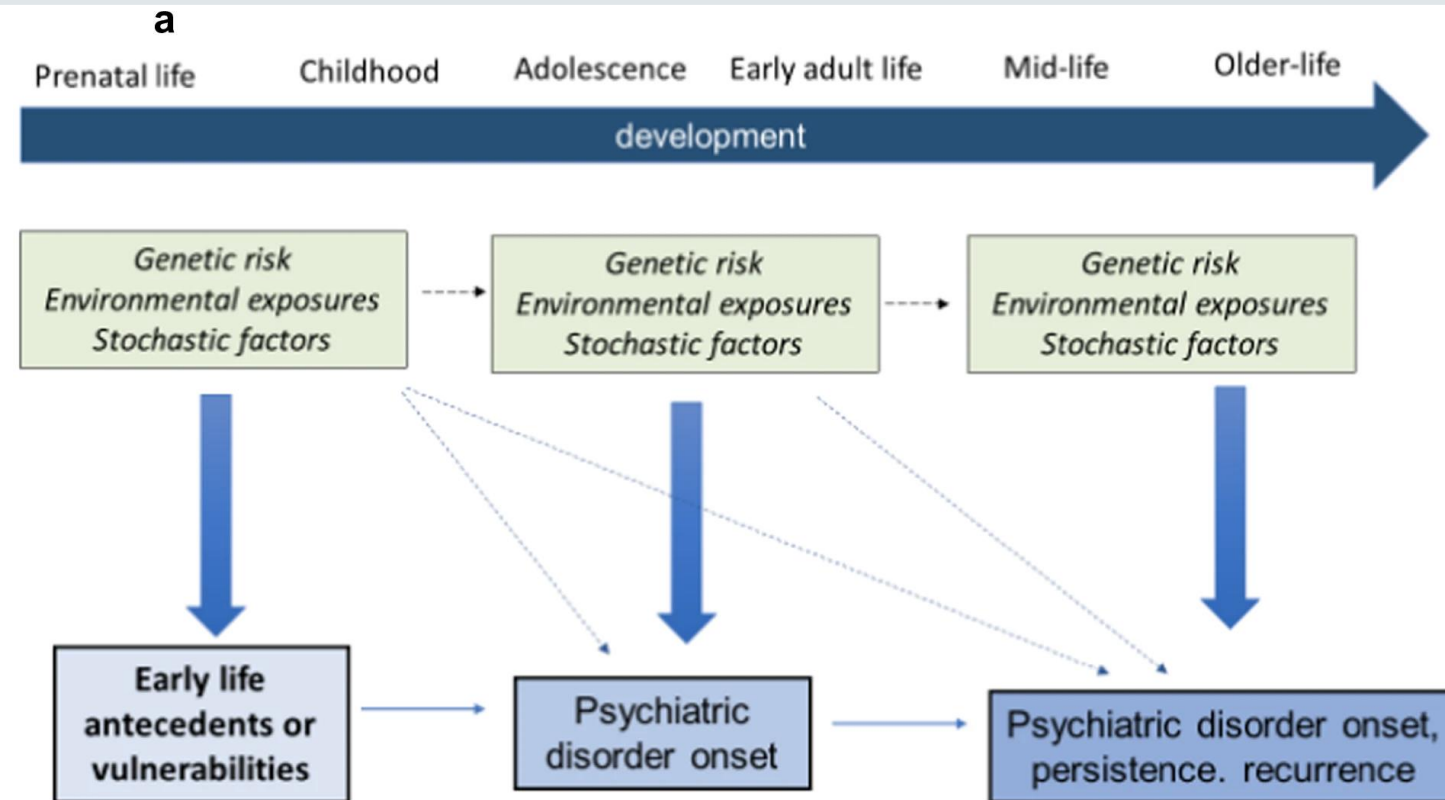 a
Prenatal life
Childhood
Adolescence
Early adult life
Mid-life
Older-life
development
Genetic risk
Environmental exposures
Stochastic factors
Genetic risk
Environmental exposures
Stochastic factors
Genetic risk
Environmental exposures
Stochastic factors
Early life
antecedents or
vulnerabilities
Psychiatric
disorder onset
Psychiatric disorder onset,
persistence. recurrence